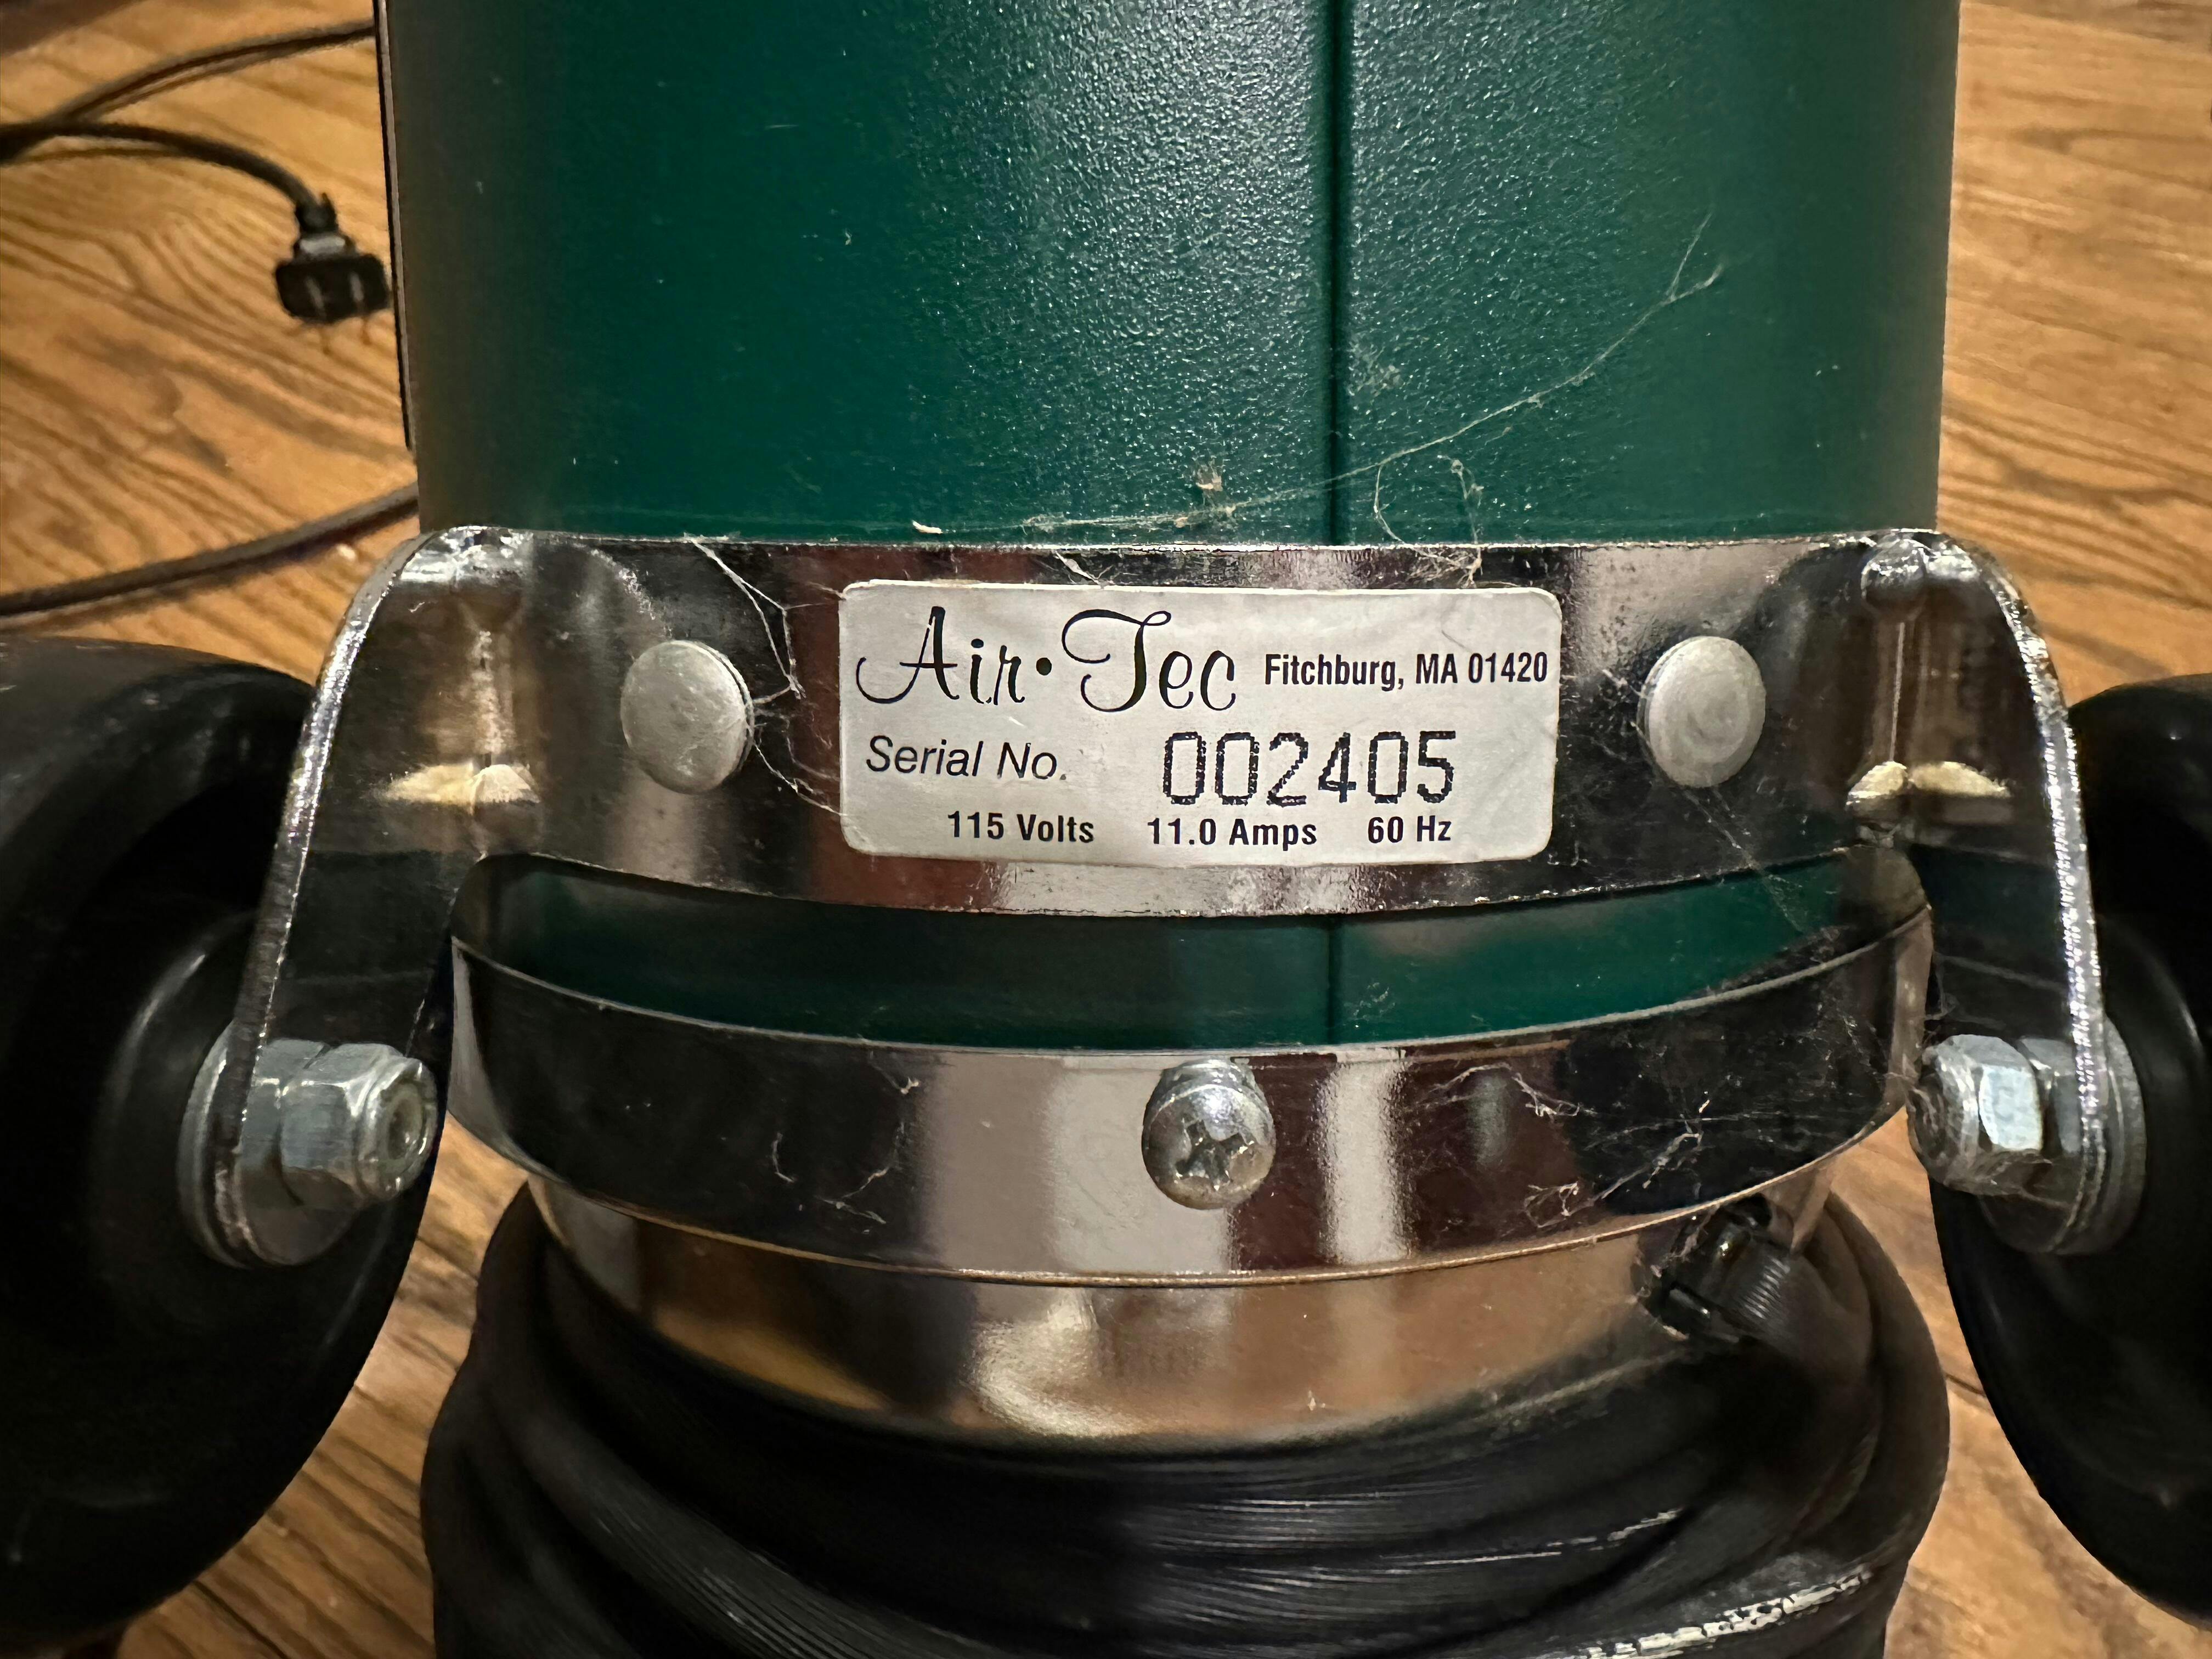 Air·Tec Fitchburg, MA 01420
Serial No. 002405
115 Volts 11.0 Amps 60 Hz